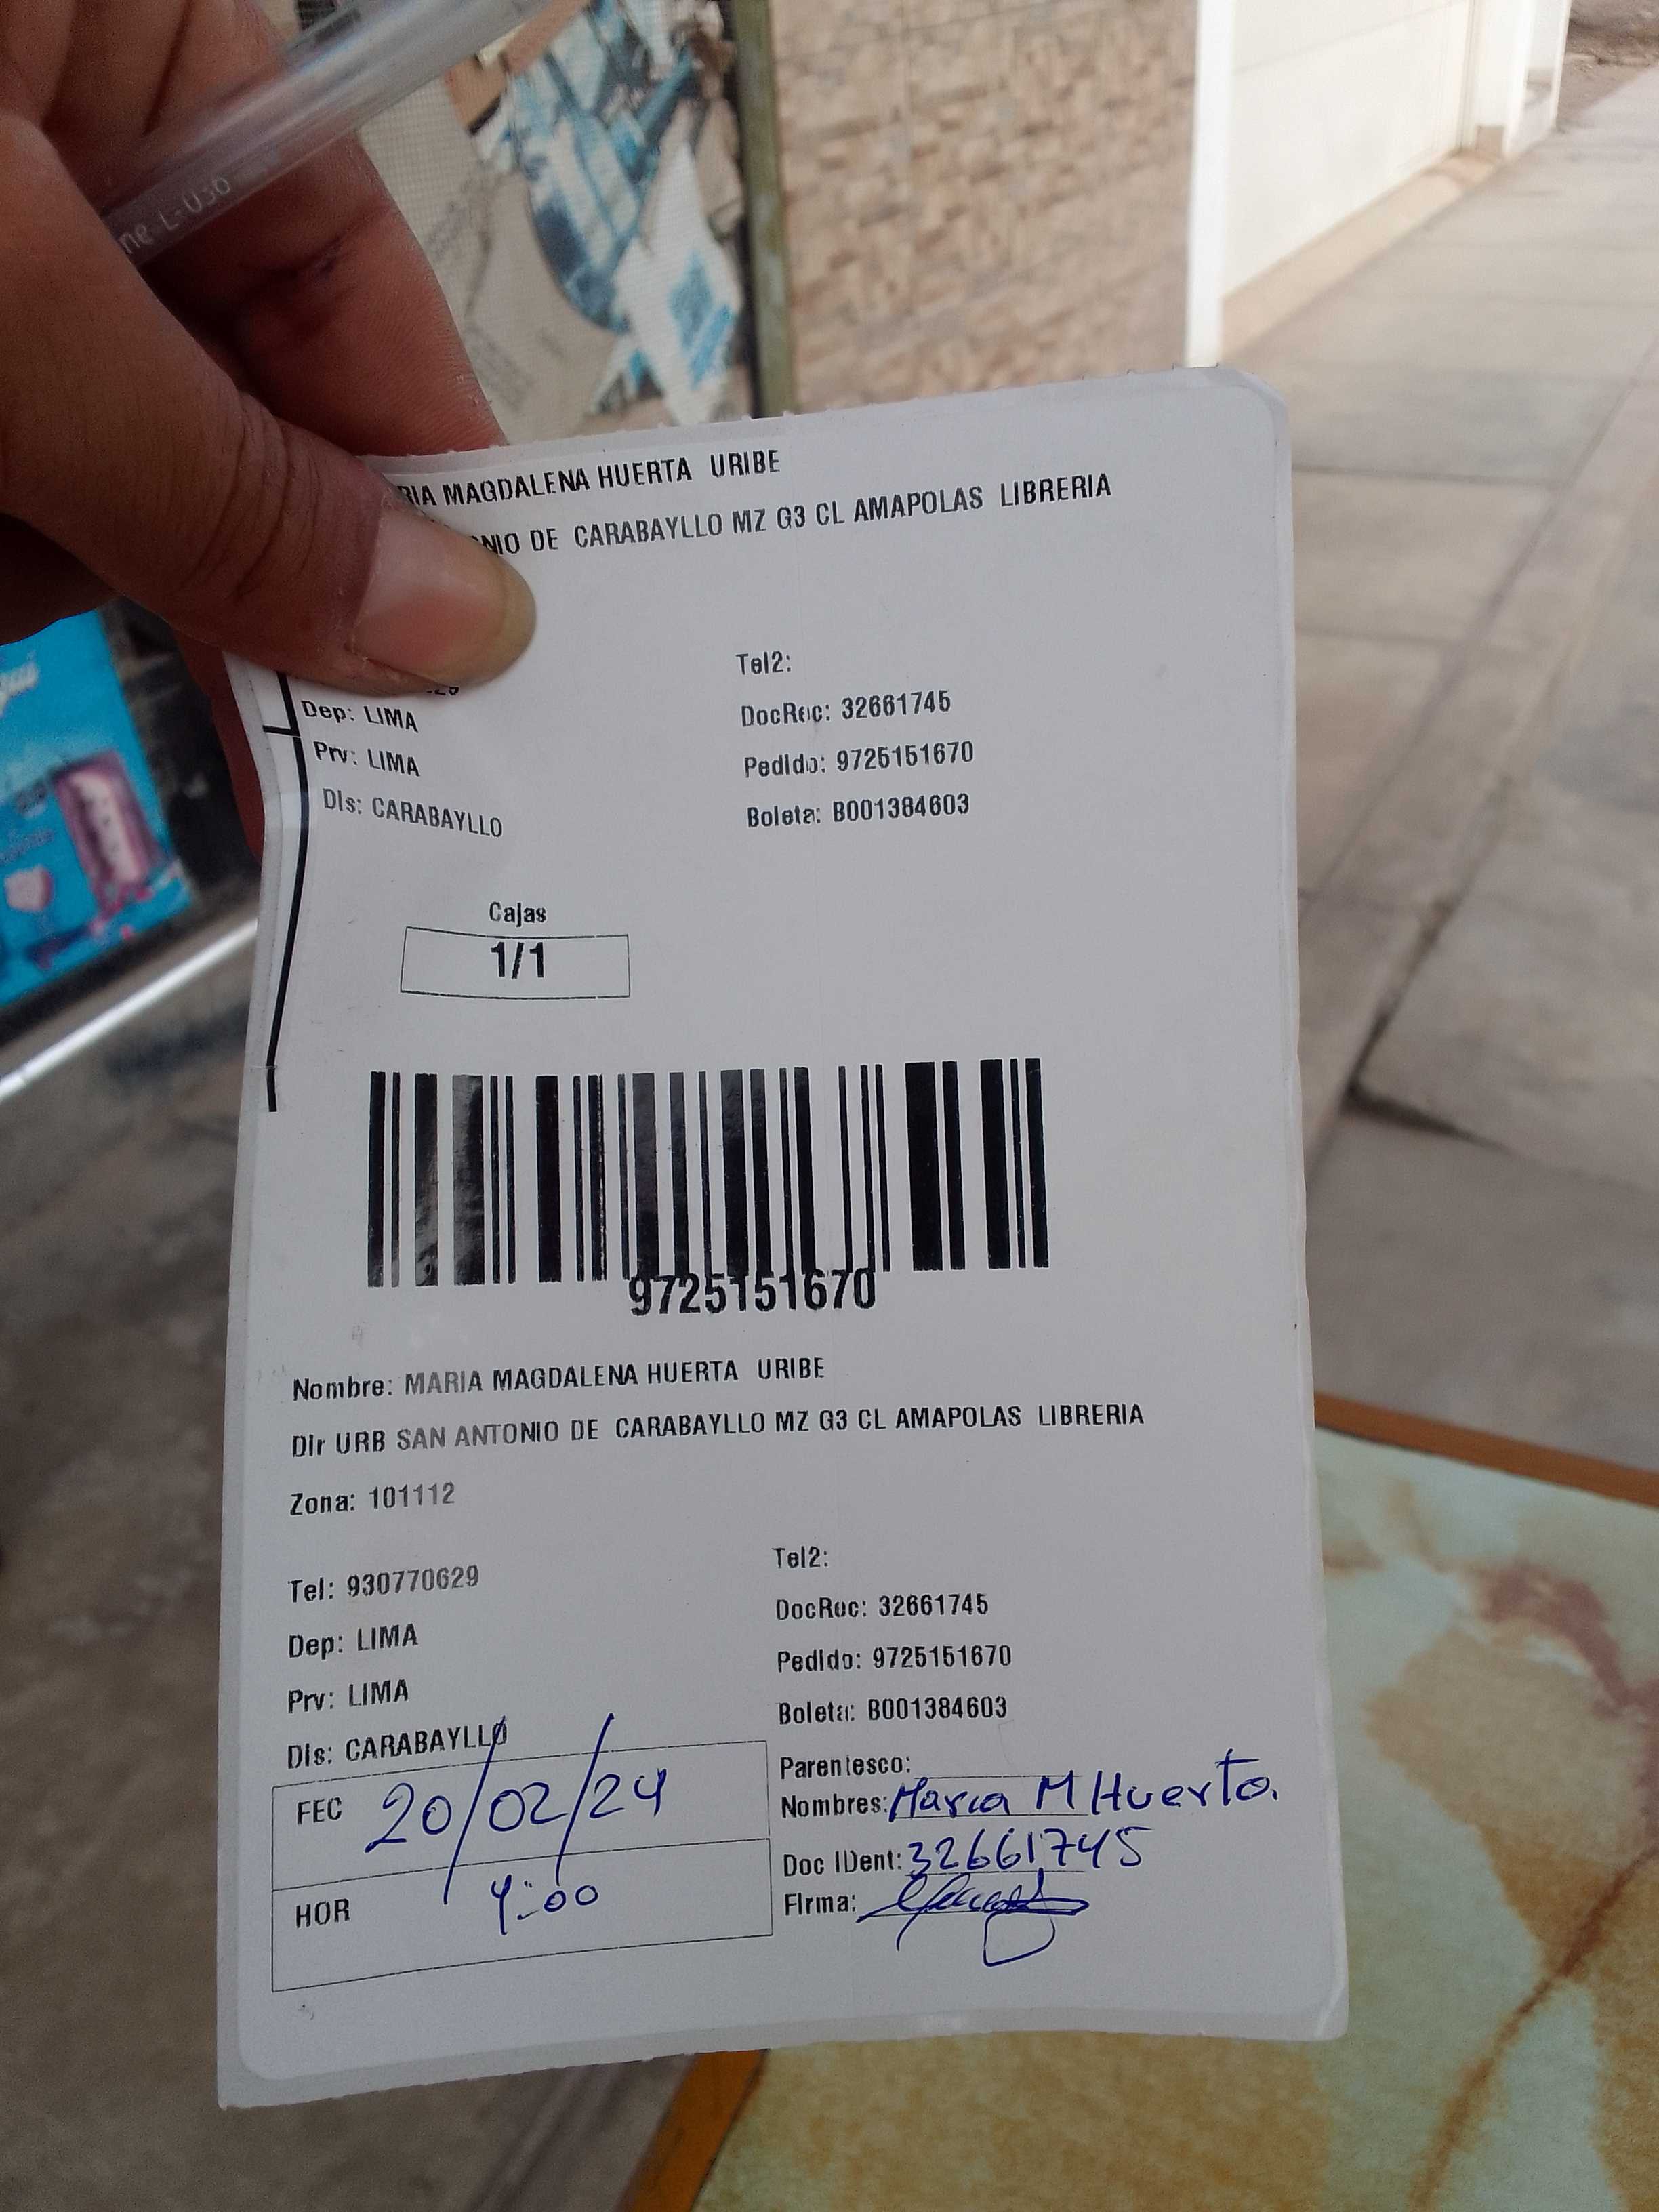 ne L-U30
RIA MAGDALENA HUERTA URIBE
NIO DE CARABAYLLO MZ G3 CL AMAPOLAS LIBRERIA
Tel2:
Dep: LIMA
DocRec: 32661745
Prv: LIMA
Pedido: 9725151670
Dis: CARABAYLLO
Boleta: B001384603
Cajas
1/1
9725151670
Nombre: MARIA MAGDALENA HUERTA URIBE
Dir URB SAN ANTONIO DE CARABAYLLO MZ G3 CL AMAPOLAS LIBRERIA
Zona: 101112
Tel: 930770629
Tel2:
Dep: LIMA
DocRec: 32661745
Prv: LIMA
Pedido: 9725151670
Dis: CARABAYLLO
Boleta: B001384603
Parentesco:
FEC 20/02/24
Nombres: Maria M Huerta.
Doc IDent: 32661745
HOR 4:00
Firma: